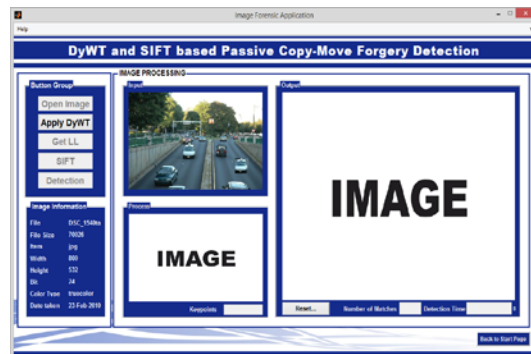 Image Forensic Application
Help
DyWT and SIFT based Passive Copy-Move Forgery Detection
IMAGE PROCESSING
Button Group
Open Image
Apply DyWT
Get LL
SIFT
Detection
Image Information
File
File Size 70026
Item jpg
Width 800
Height 532
Bit 24
Color Type truecolor
Date taken 23-Feb-2010
Input
Process
IMAGE
Keypoints
Output
IMAGE
Reset...
Number of Matches
Detection Time
Back to Start Page